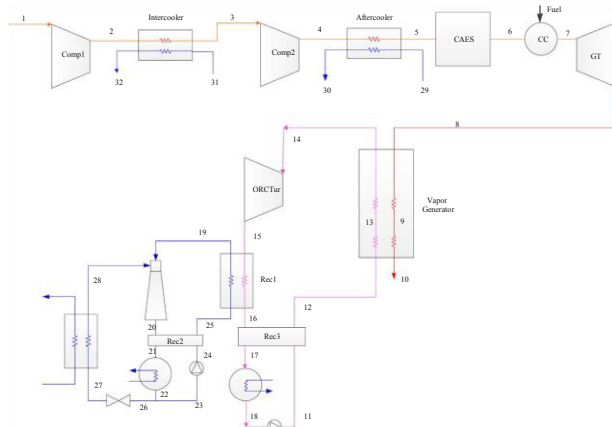 Fuel
1
Intercooler
3
Aftercooler
2
4
5
CAES
6
CC
7
Comp1
Comp2
GT
32
31
30
29
8
14
ORCTur
Vapor
Generator
13
9
19
15
10
28
Rec1
12
20
25
16
Rec2
Rec3
21
24
17
27
22
26
23
18
11